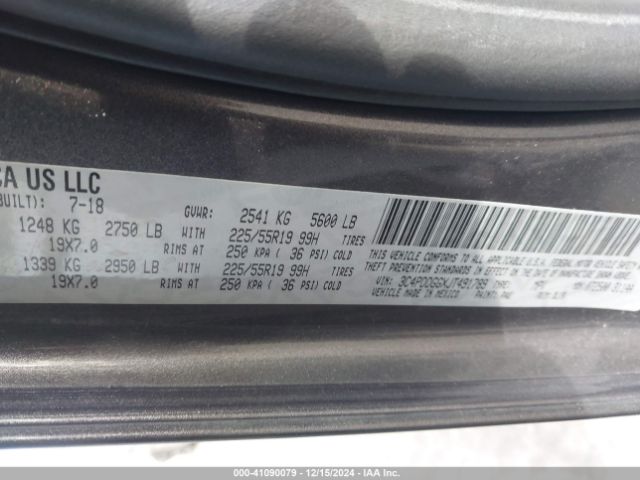 CA US LLC
BUILT): 7-18 GVWR: 2541 KG 5600 LB
1248 KG 2750 LB WITH 225/55R19 99H TIRES
19X7.0 RIMS AT 250 KPA ( 36 PSI) COLD
1339 KG 2950 LB WITH 225/55R19 99H TIRES
19X7.0 RIMS AT 250 KPA ( 36 PSI) COLD
THIS VEHICLE CONFORMS TO ALL APPLICABLE U.S.A. FEDERAL MOTOR
THEFT PREVENTION STANDARDS IN EFFECT ON THE DATE OF MANUFACTURE
VIN: TYPE: MPV
VEHICLE MADE IN MEXICO PAINT:
000-41090079 - 12/15/2024 - IAA Inc.